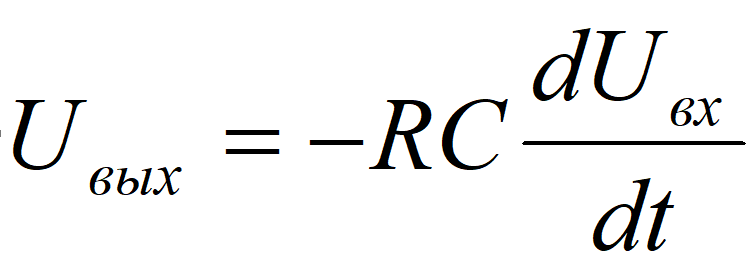 U вых = −RC dU вх / dt